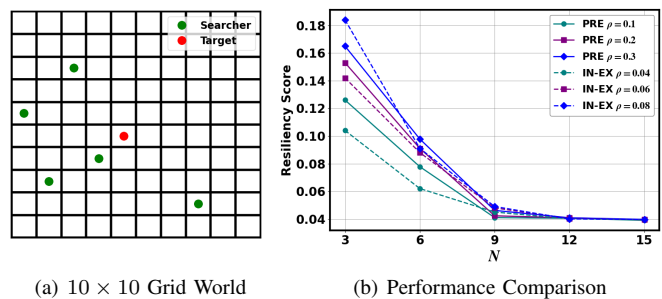 Searcher
Target
(a) 10 × 10 Grid World
Resiliency Score
0.18
0.16
0.14
0.12
0.10
0.08
0.06
0.04
PRE ρ = 0.1
PRE ρ = 0.2
PRE ρ = 0.3
IN-EX ρ = 0.04
IN-EX ρ = 0.06
IN-EX ρ = 0.08
3 6 9 12 15
N
(b) Performance Comparison